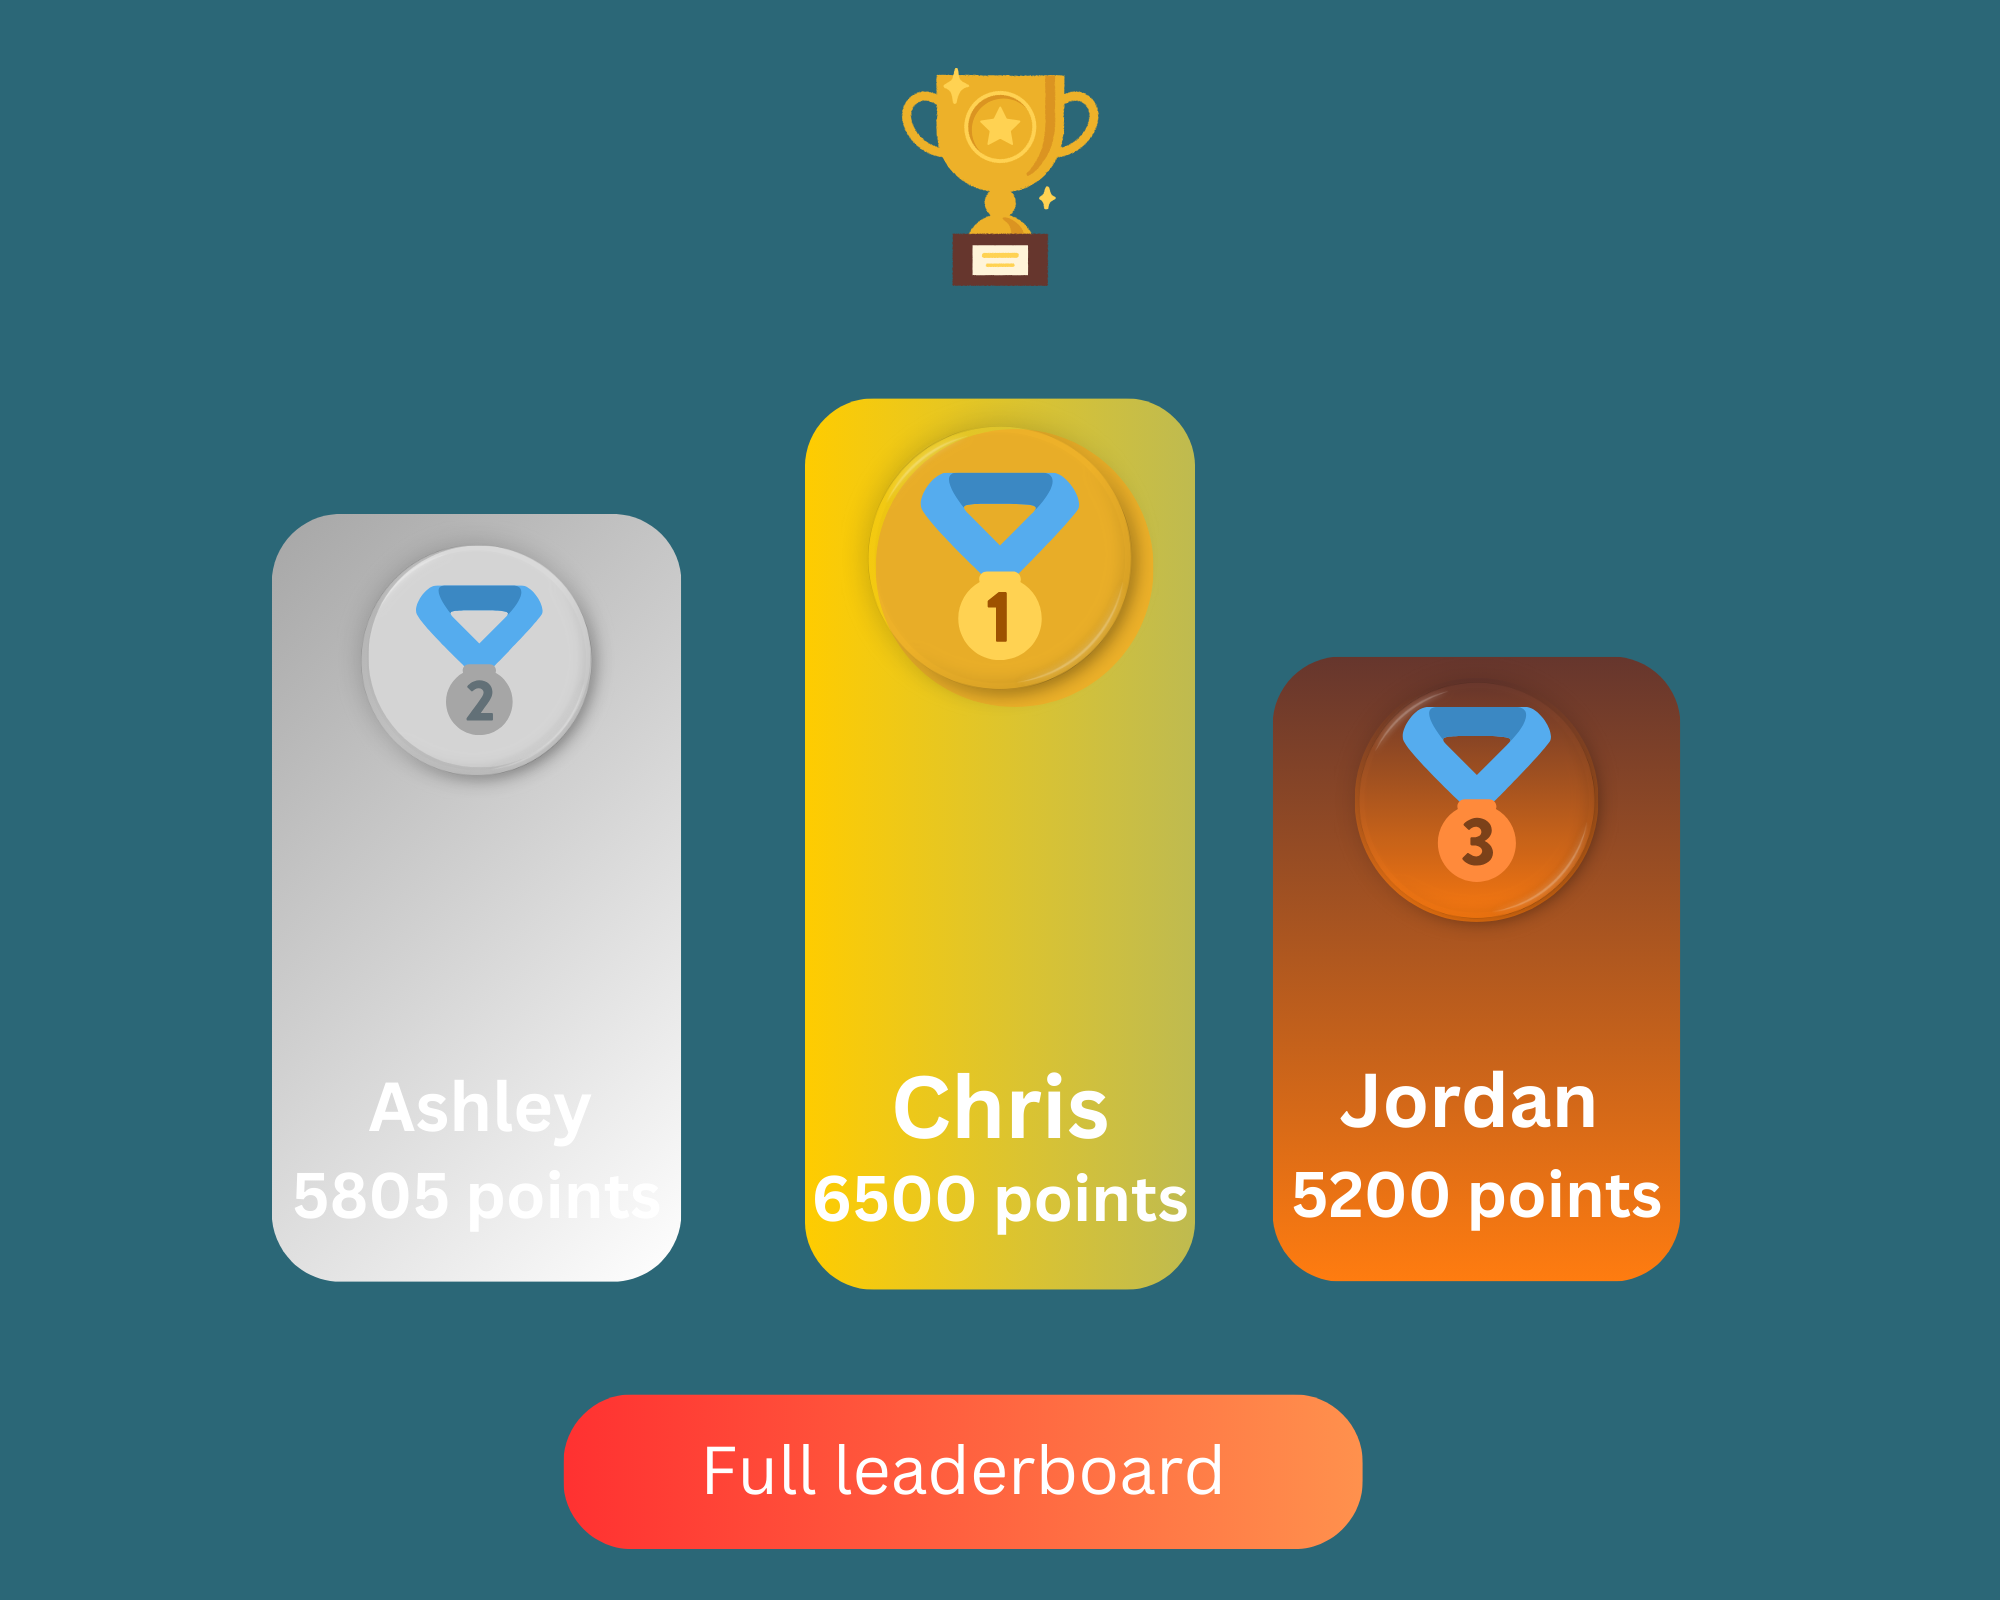 2
1
3
Ashley
5805 points
Chris
6500 points
Jordan
5200 points
Full leaderboard